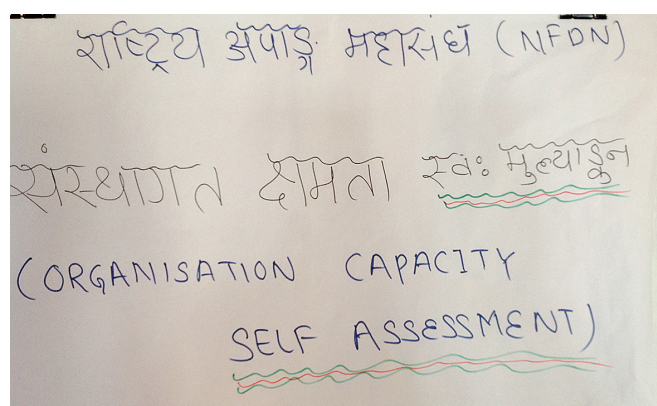 राष्ट्रिय अपाङ्ग महासंघ (NFDN)
संस्थागत क्षमता स्वः मुल्याङ्कन
(ORGANISATION CAPACITY
SELF ASSESSMENT)